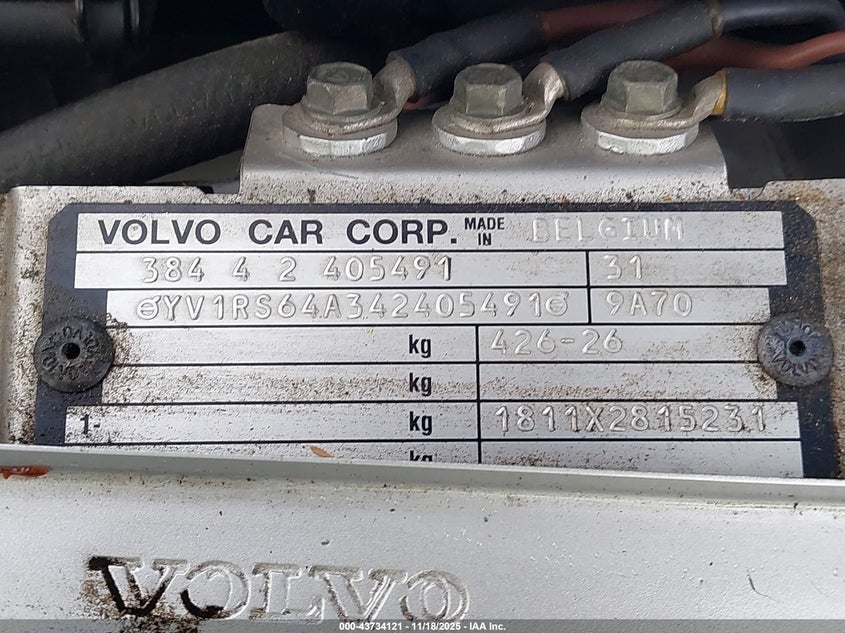 VOLVO CAR CORP. MADE IN BELGIUM
384 4 2 405491 31
YV1RS64A342405491 9A70
kg 426-26
kg
1- kg 1811X2815231
kg
VOLVO
000-43734121 - 11/18/2025 - IAA Inc.